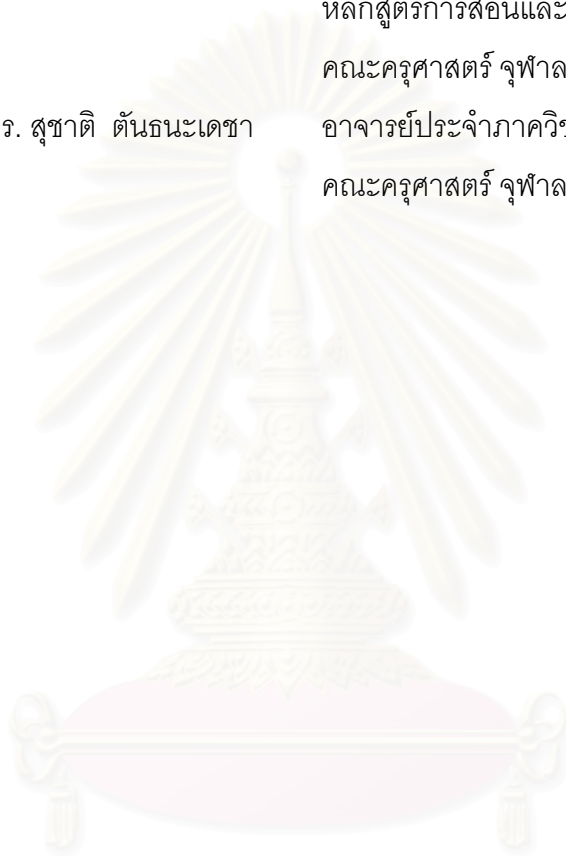 หลักสูตรการสอนและ
คณะครุศาสตร์ จุฬาล
ร. สุชาติ ตันธนะเดชา อาจารย์ประจำภาควิช
คณะครุศาสตร์ จุฬาล